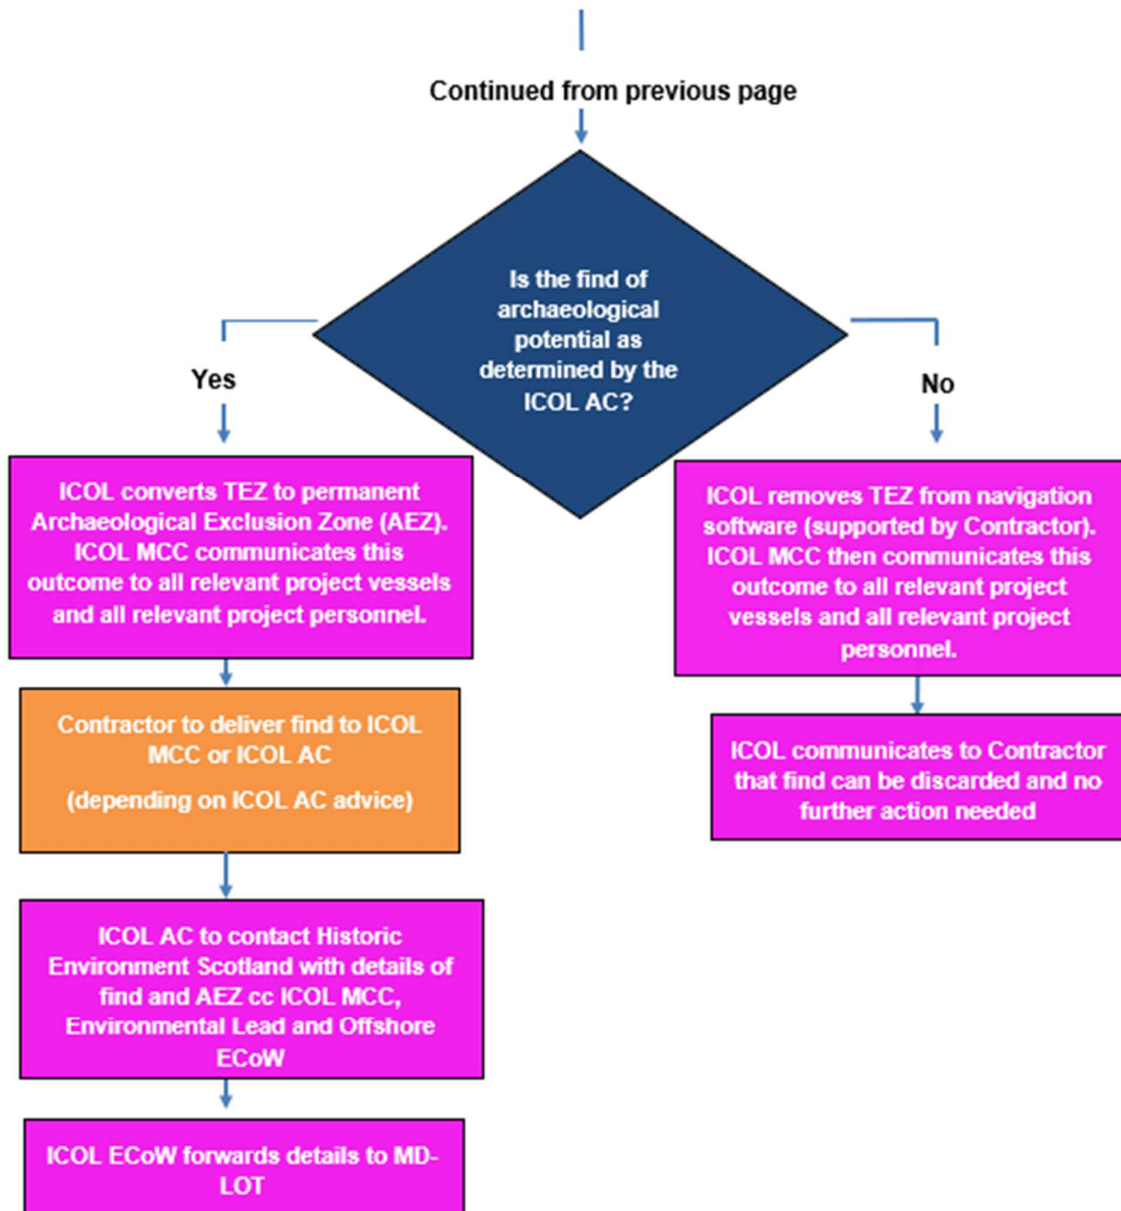 Continued from previous page
Is the find of
archaeological
potential as
determined by the
ICOL AC?
Yes
No
ICOL converts TEZ to permanent
Archaeological Exclusion Zone (AEZ).
ICOL MCC communicates this
outcome to all relevant project vessels
and all relevant project personnel.
Contractor to deliver find to ICOL
MCC or ICOL AC
(depending on ICOL AC advice)
ICOL AC to contact Historic
Environment Scotland with details of
find and AEZ cc ICOL MCC,
Environmental Lead and Offshore
ECoW
ICOL ECoW forwards details to MD-
LOT
ICOL removes TEZ from navigation
software (supported by Contractor).
ICOL MCC then communicates this
outcome to all relevant project
vessels and all relevant project
personnel.
ICOL communicates to Contractor
that find can be discarded and no
further action needed